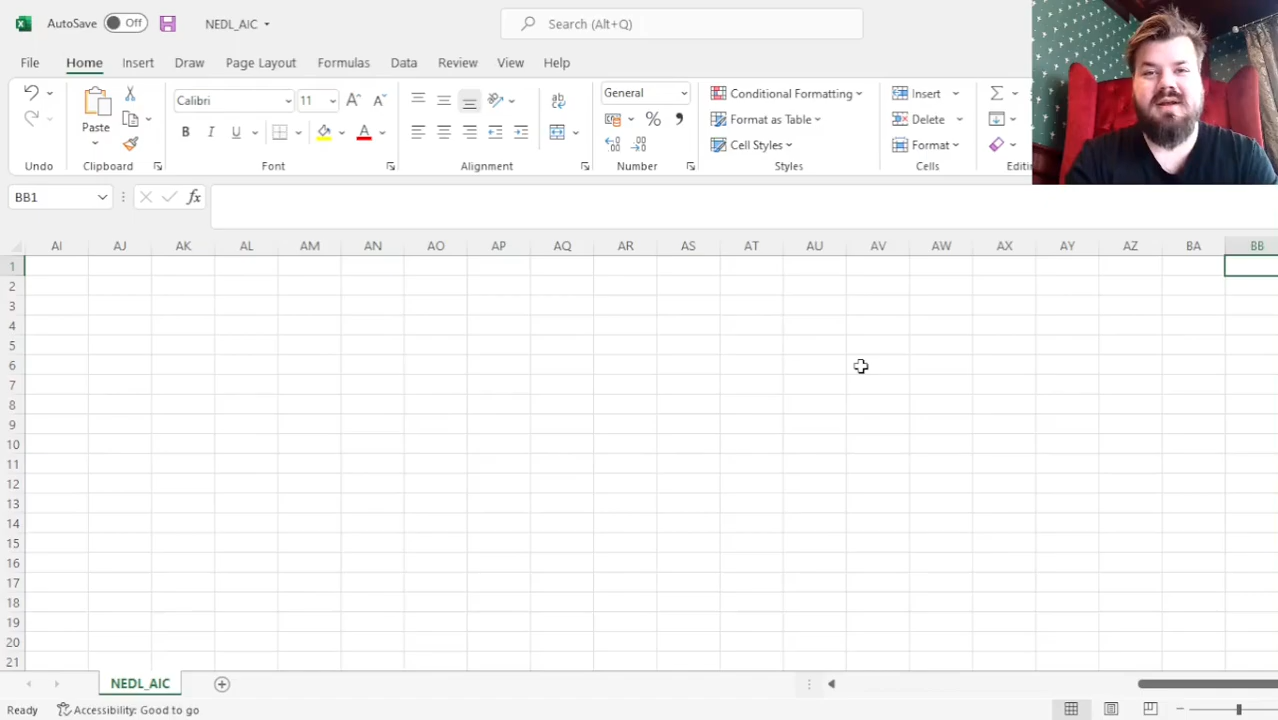 AutoSave Off NEDL_AIC Search (Alt+Q)
File Home Insert Draw Page Layout Formulas Data Review View Help
Calibri 11 General Conditional Formatting Insert
Paste B I U A % Format as Table Delete
Cell Styles Format
Undo Clipboard Font Alignment Number Styles Cells Editin
BB1 fx
AI AJ AK AL AM AN AO AP AQ AR AS AT AU AV AW AX AY AZ BA BB
1
2
3
4
5
6
7
8
9
10
11
12
13
14
15
16
17
18
19
20
21
NEDL_AIC
Ready Accessibility: Good to go